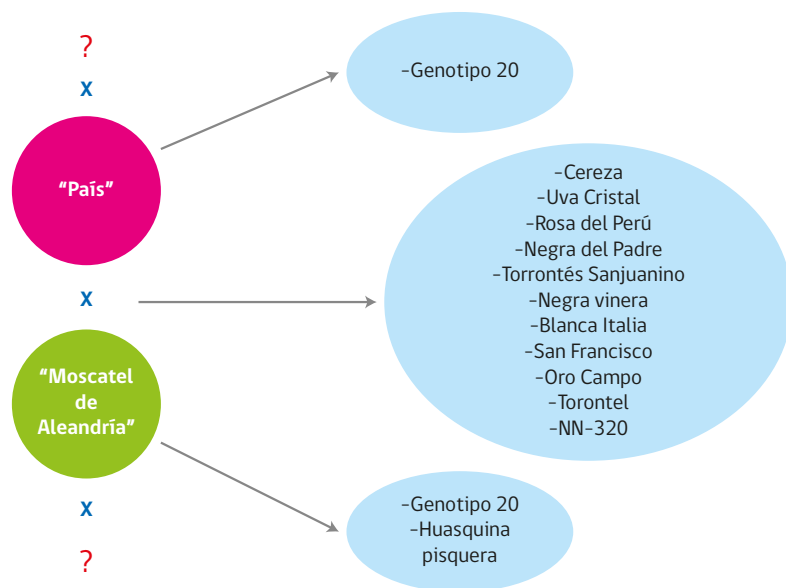 ?
x
“País”
x
“Moscatel
de
Aleandría”
x
?
-Genotipo 20
-Cereza
-Uva Cristal
-Rosa del Perú
-Negra del Padre
-Torrontés Sanjuanino
-Negra vinera
-Blanca Italia
-San Francisco
-Oro Campo
-Torontel
-NN-320
-Genotipo 20
-Huasquina
pisquera